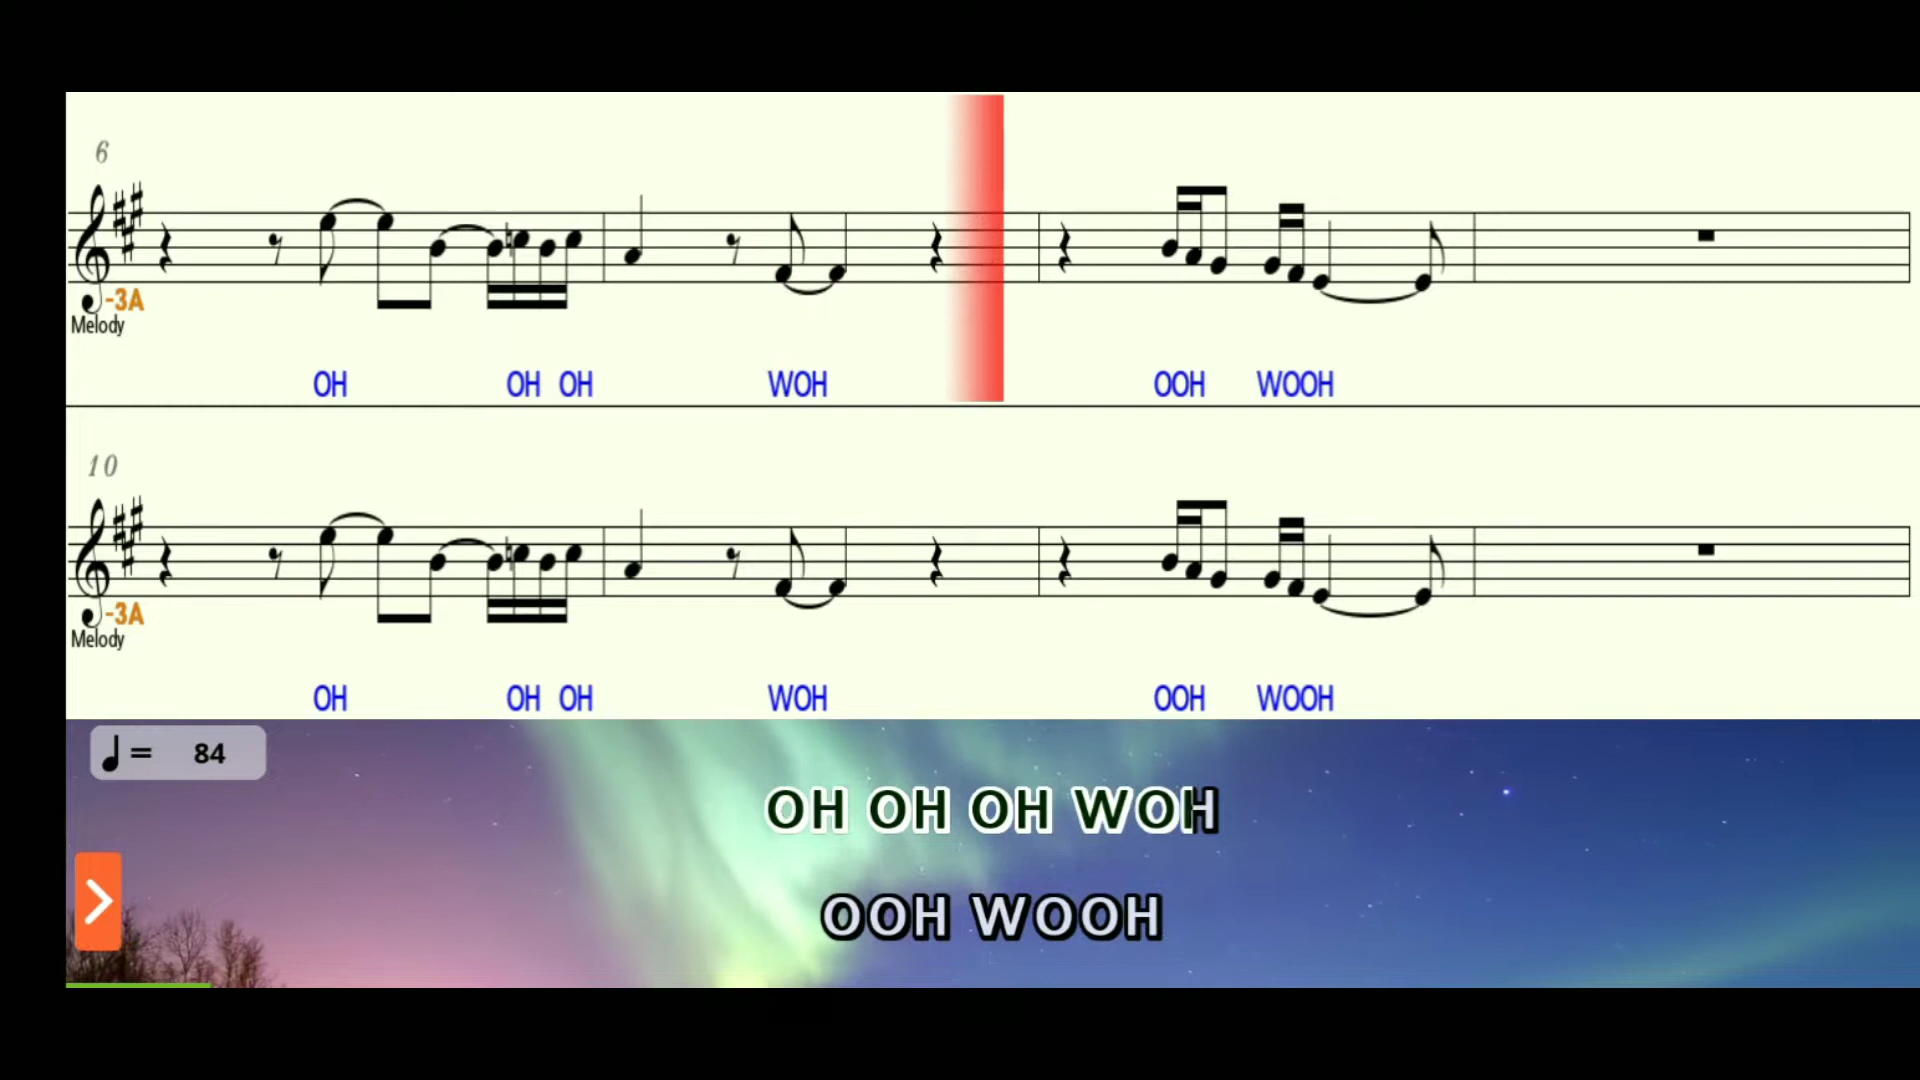 6
-3A
Melody
OH OH OH WOH OOH WOOH
10
-3A
Melody
OH OH OH WOH OOH WOOH
♩ = 84
OH OH OH WOH
OOH WOOH